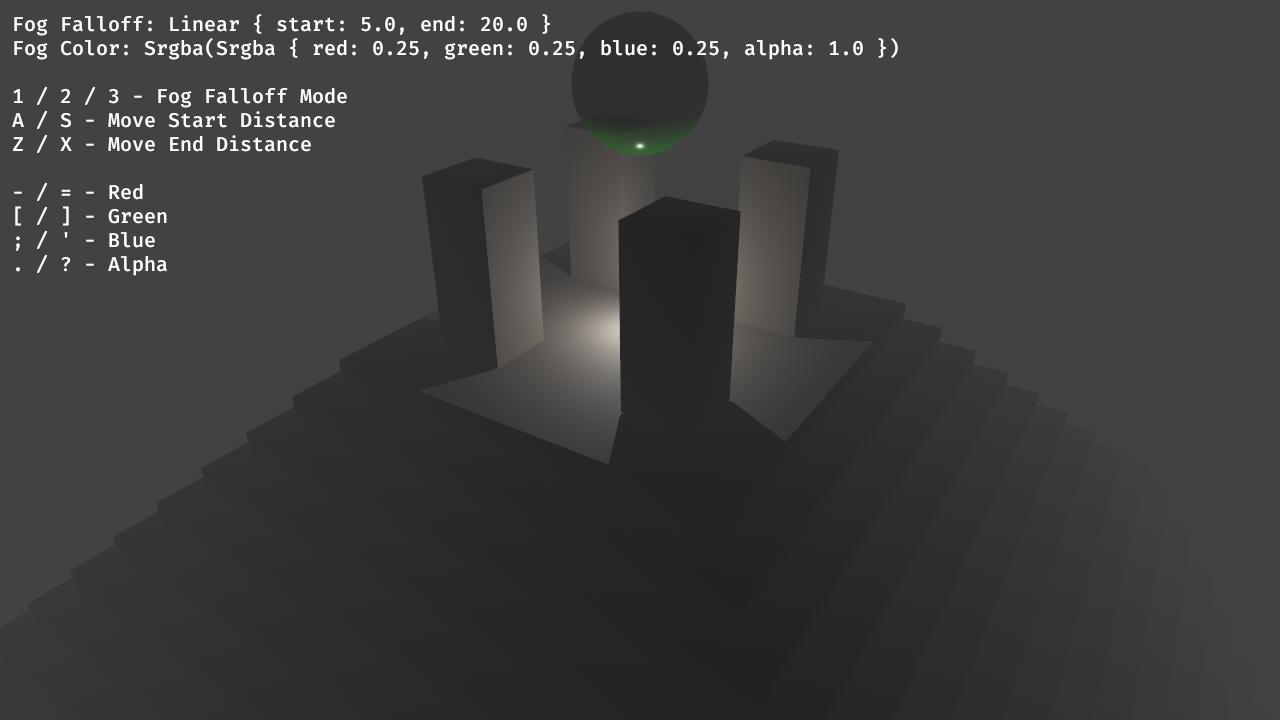 Fog Falloff: Linear { start: 5.0, end: 20.0 }
Fog Color: Srgba(Srgba { red: 0.25, green: 0.25, blue: 0.25, alpha: 1.0 })
1 / 2 / 3 - Fog Falloff Mode
A / S - Move Start Distance
Z / X - Move End Distance
- / = - Red
[ / ] - Green
; / ' - Blue
. / ? - Alpha